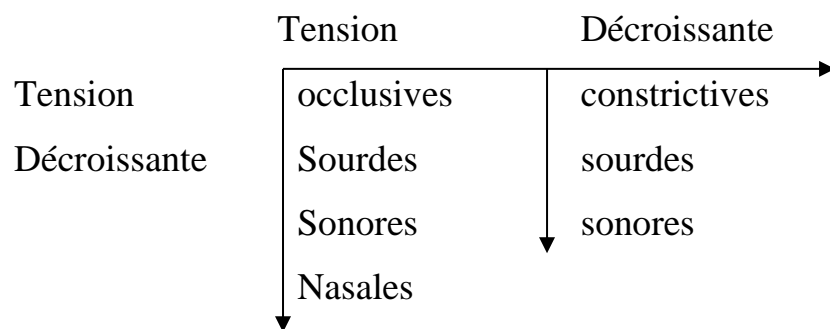 Tension Décroissante
Tension occlusives constrictives
Décroissante Sourdes sourdes
Sonores sonores
Nasales